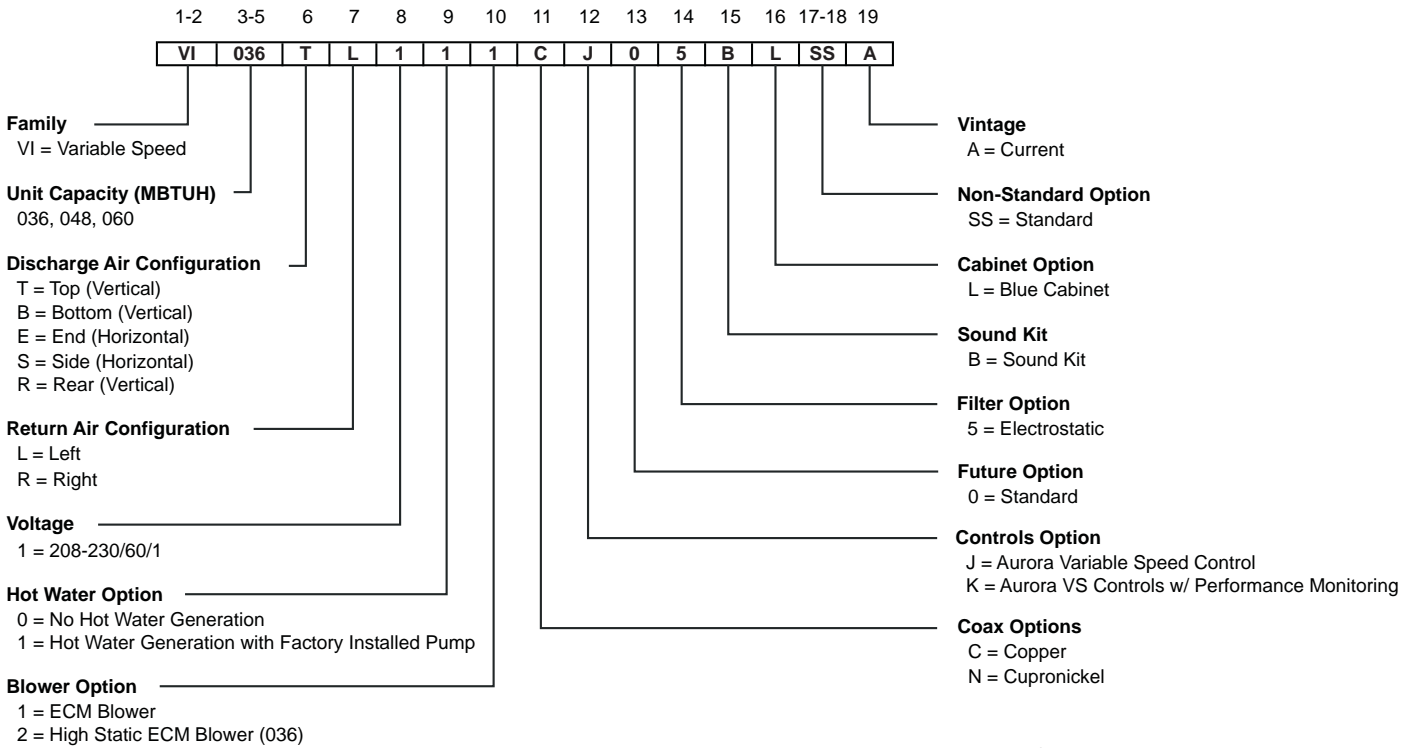 1-2 3-5 6 7 8 9 10 11 12 13 14 15 16 17-18 19
VI 036 T L 1 1 1 C J 0 5 B L SS A
Family
VI = Variable Speed
Unit Capacity (MBTUH)
036, 048, 060
Discharge Air Configuration
T = Top (Vertical)
B = Bottom (Vertical)
E = End (Horizontal)
S = Side (Horizontal)
R = Rear (Vertical)
Return Air Configuration
L = Left
R = Right
Voltage
1 = 208-230/60/1
Hot Water Option
0 = No Hot Water Generation
1 = Hot Water Generation with Factory Installed Pump
Blower Option
1 = ECM Blower
2 = High Static ECM Blower (036)
Vintage
A = Current
Non-Standard Option
SS = Standard
Cabinet Option
L = Blue Cabinet
Sound Kit
B = Sound Kit
Filter Option
5 = Electrostatic
Future Option
0 = Standard
Controls Option
J = Aurora Variable Speed Control
K = Aurora VS Controls w/ Performance Monitoring
Coax Options
C = Copper
N = Cupronickel